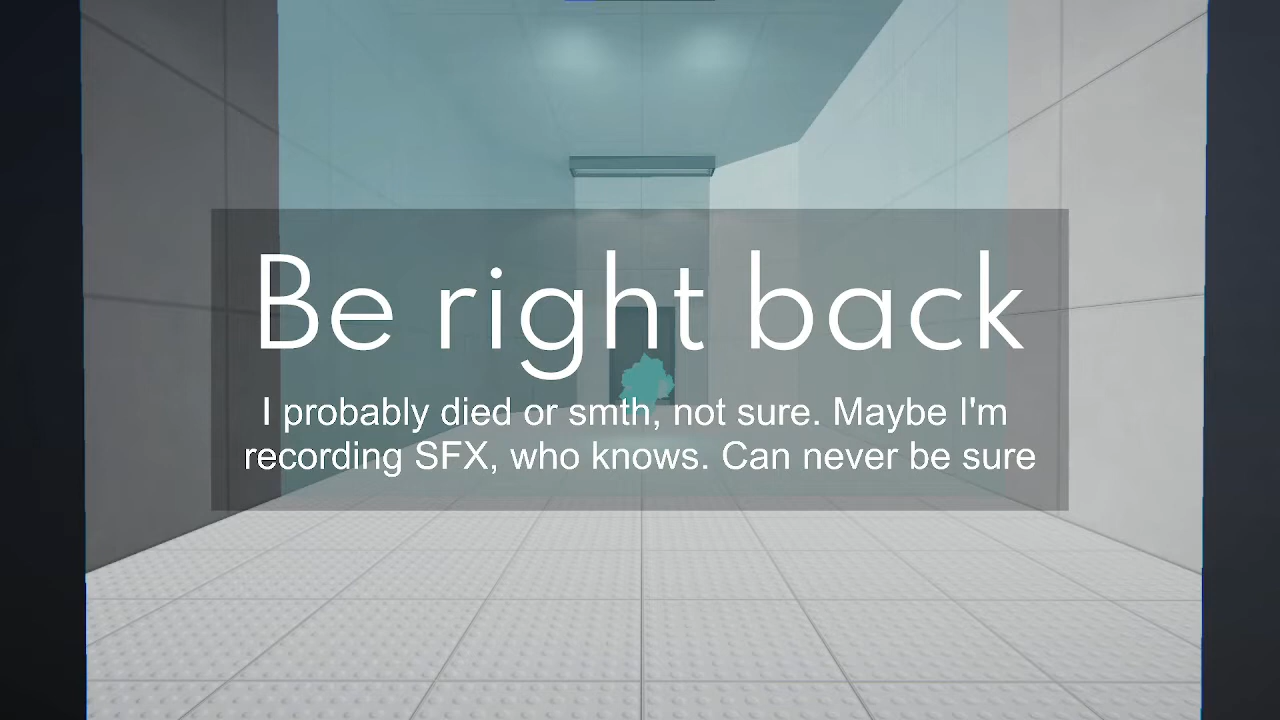 Be right back
I probably died or smth, not sure. Maybe I'm
recording SFX, who knows. Can never be sure